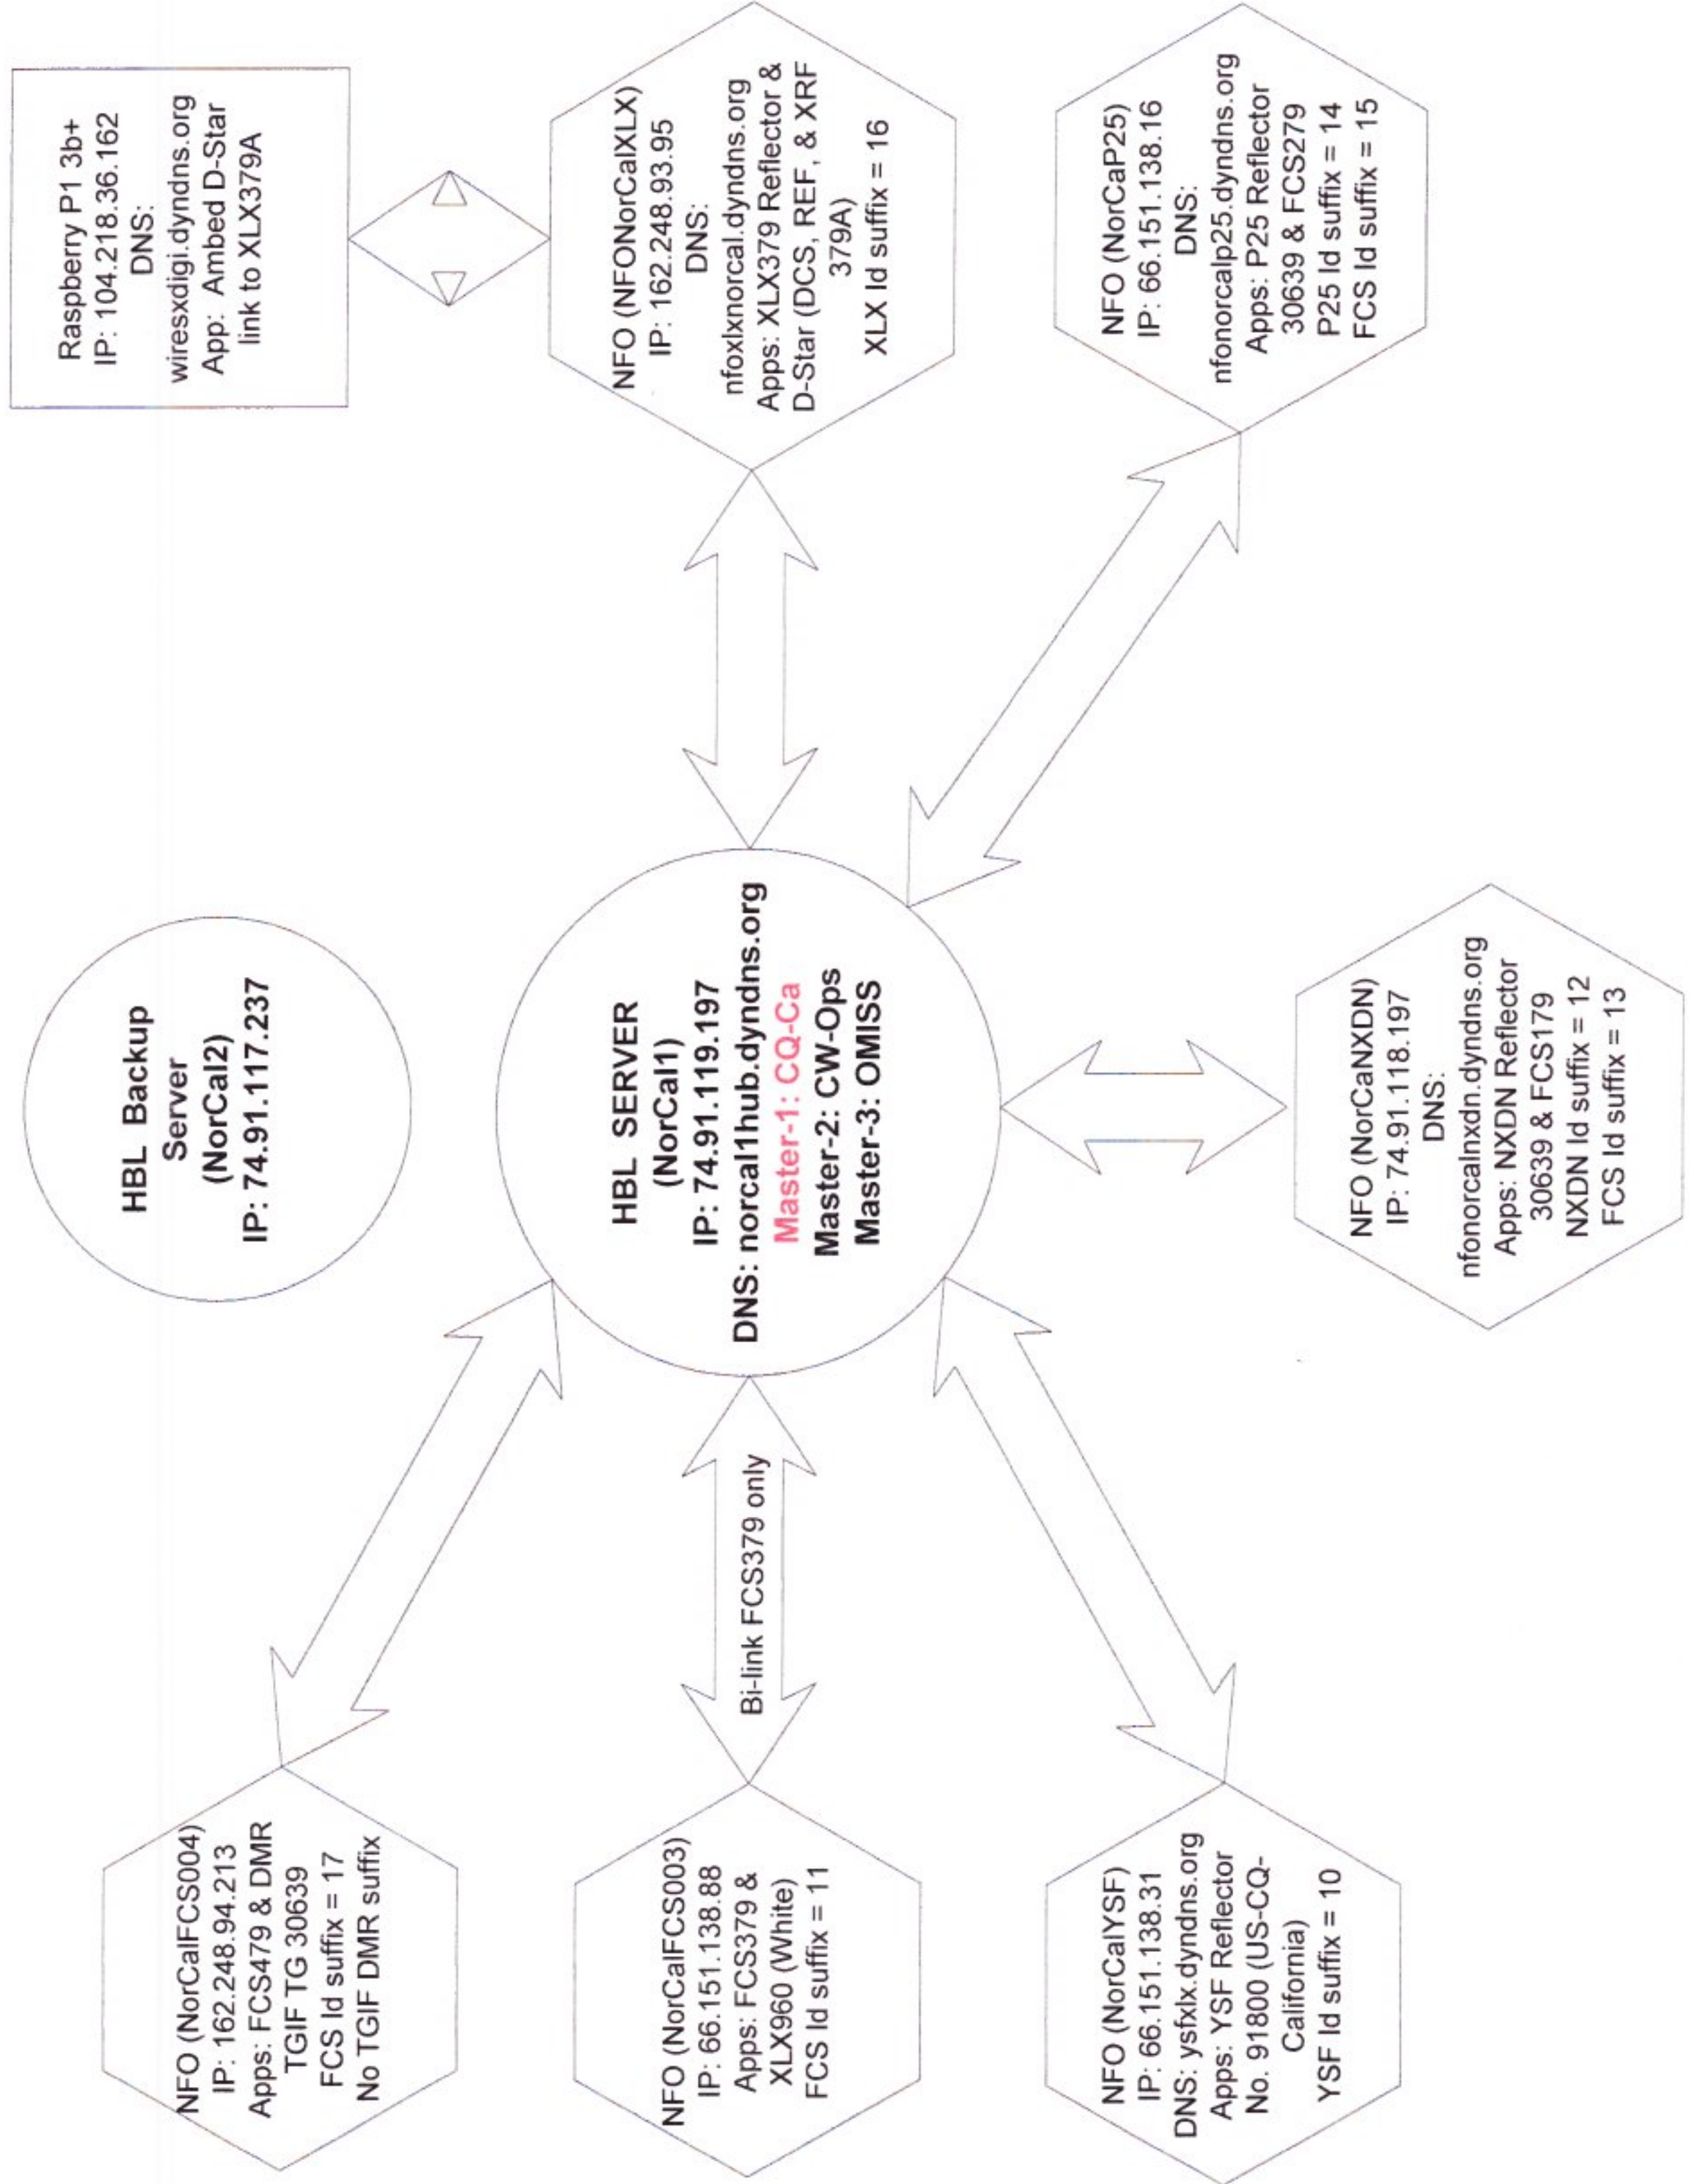 NFO (NorCalFCS004)
IP: 162.248.94.213
Apps: FCS479 & DMR
TGIF TG 30639
FCS Id suffix = 17
No TGIF DMR suffix
HBL Backup
Server
(NorCal2)
IP: 74.91.117.237
Raspberry P1 3b+
IP: 104.218.36.162
DNS:
wiresxdigi.dyndns.org
App: Ambed D-Star
link to XLX379A
NFO (NorCalFCS003)
IP: 66.151.138.88
Apps: FCS379 &
XLX960 (White)
FCS Id suffix = 11
Bi-link FCS379 only
HBL SERVER
(NorCal1)
IP: 74.91.119.197
DNS: norcal1hub.dyndns.org
Master-1: CQ-Ca
Master-2: CW-Ops
Master-3: OMISS
NFO (NFONorCalXLX)
IP: 162.248.93.95
DNS:
nfoxlxnorcal.dyndns.org
Apps: XLX379 Reflector &
D-Star (DCS, REF, & XRF
379A)
XLX Id suffix = 16
NFO (NorCalYSF)
IP: 66.151.138.31
DNS: ysfxlx.dyndns.org
Apps: YSF Reflector
No. 91800 (US-CQ-
California)
YSF Id suffix = 10
NFO (NorCaNXDN)
IP: 74.91.118.197
DNS:
nfonorcalnxdn.dyndns.org
Apps: NXDN Reflector
30639 & FCS179
NXDN Id suffix = 12
FCS Id suffix = 13
NFO (NorCaP25)
IP: 66.151.138.16
DNS:
nfonorcalp25.dyndns.org
Apps: P25 Reflector
30639 & FCS279
P25 Id suffix = 14
FCS Id suffix = 15